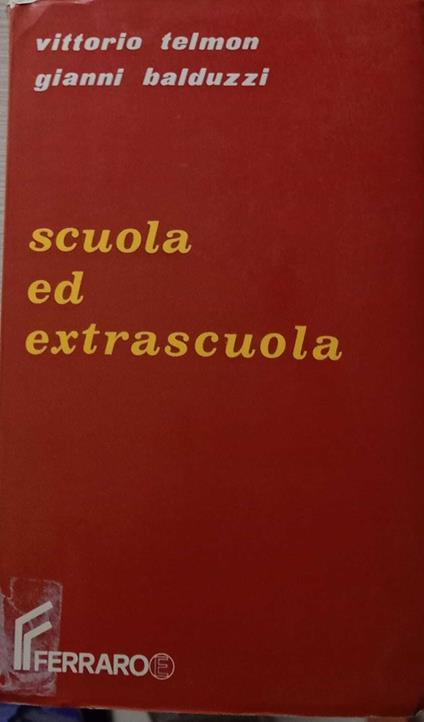 vittorio telmon
gianni balduzzi
scuola
ed
extrascuola
FERRARO E